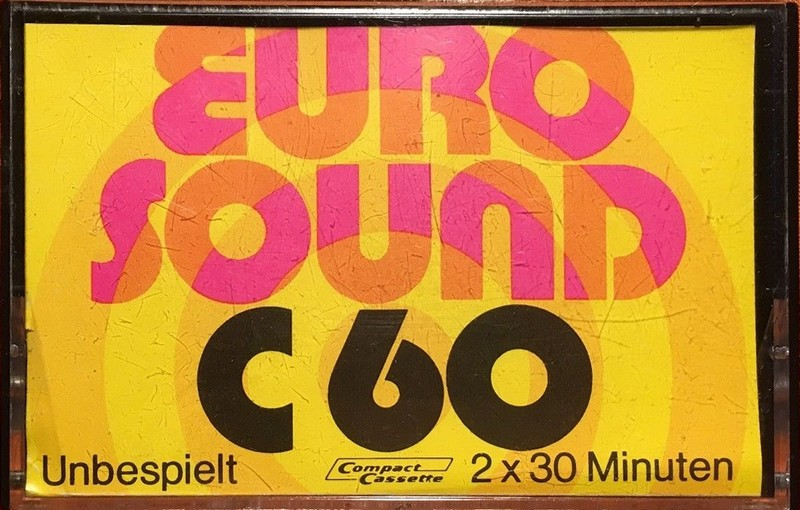 EURO
SOUND
C60
Unbespielt Compact Cassette 2 x 30 Minuten